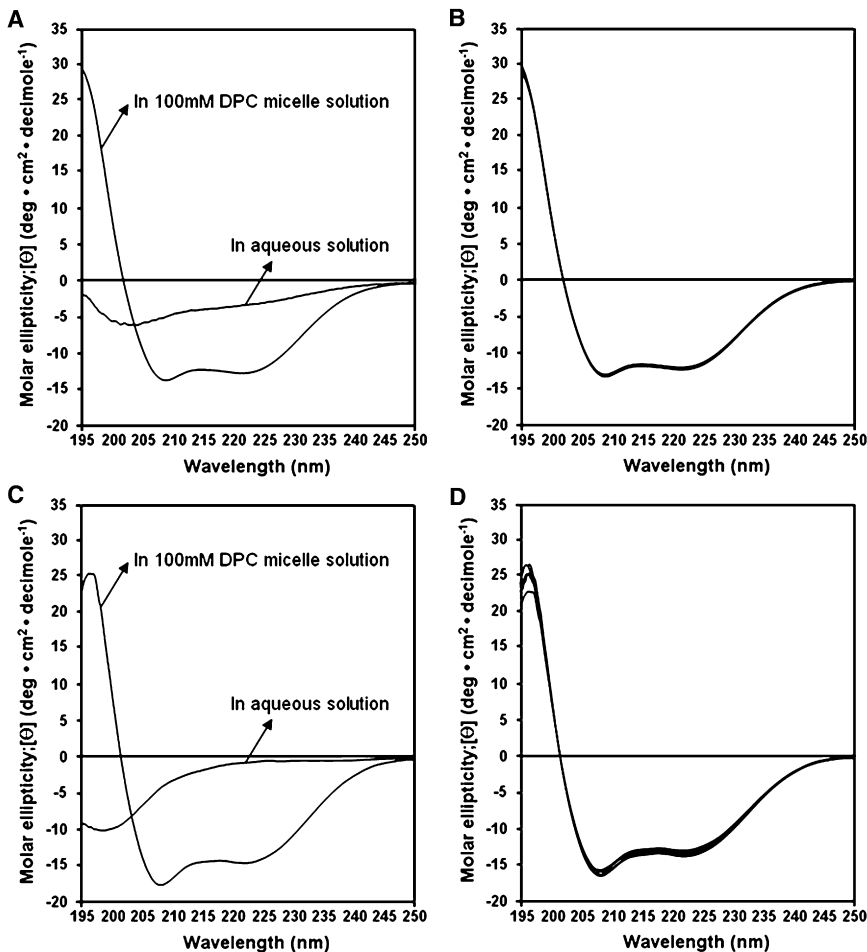 A
35
30
25
20
15
10
5
0
-5
-10
-15
-20
Molar ellipticity;[Θ] (deg • cm² • decimole⁻¹)
In 100mM DPC micelle solution
In aqueous solution
195 200 205 210 215 220 225 230 235 240 245 250
Wavelength (nm)
B
35
30
25
20
15
10
5
0
-5
-10
-15
-20
Molar ellipticity;[Θ] (deg • cm² • decimole⁻¹)
195 200 205 210 215 220 225 230 235 240 245 250
Wavelength (nm)
C
35
30
25
20
15
10
5
0
-5
-10
-15
-20
Molar ellipticity;[Θ] (deg • cm² • decimole⁻¹)
In 100mM DPC micelle solution
In aqueous solution
195 200 205 210 215 220 225 230 235 240 245 250
Wavelength (nm)
D
35
30
25
20
15
10
5
0
-5
-10
-15
-20
Molar ellipticity;[Θ] (deg • cm² • decimole⁻¹)
195 200 205 210 215 220 225 230 235 240 245 250
Wavelength (nm)